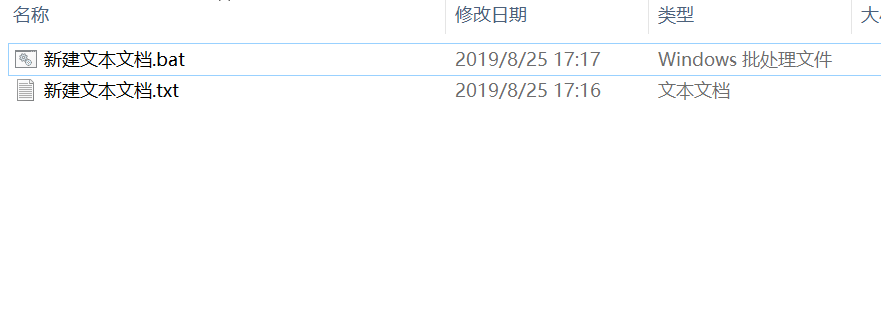 名称 修改日期 类型
新建文本文档.bat 2019/8/25 17:17 Windows 批处理文件
新建文本文档.txt 2019/8/25 17:16 文本文档